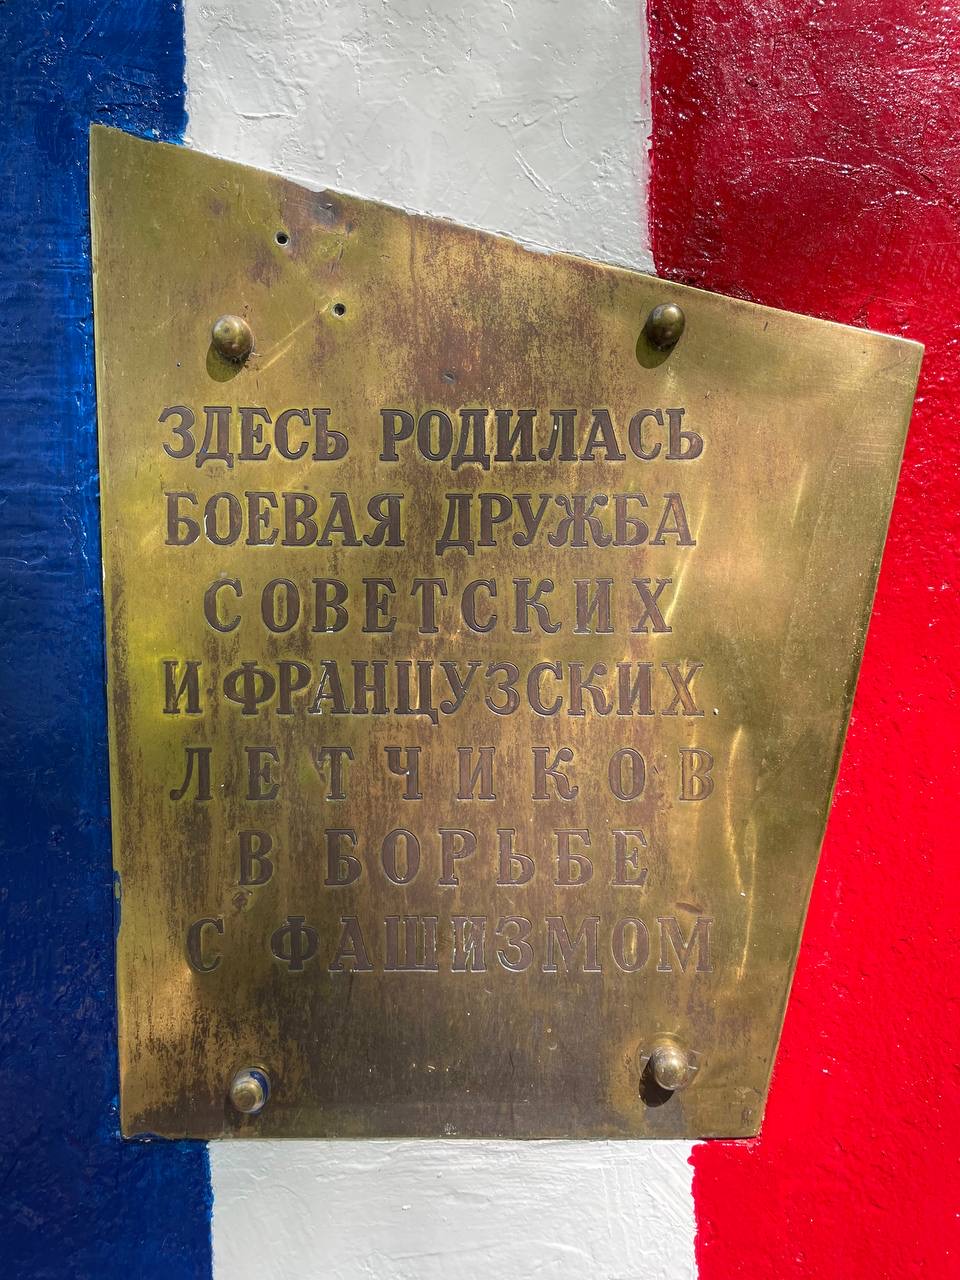 ЗДЕСЬ РОДИЛАСЬ
БОЕВАЯ ДРУЖБА
СОВЕТСКИХ
И ФРАНЦУЗСКИХ
ЛЕТЧИКОВ
В БОРЬБЕ
С ФАШИЗМОМ